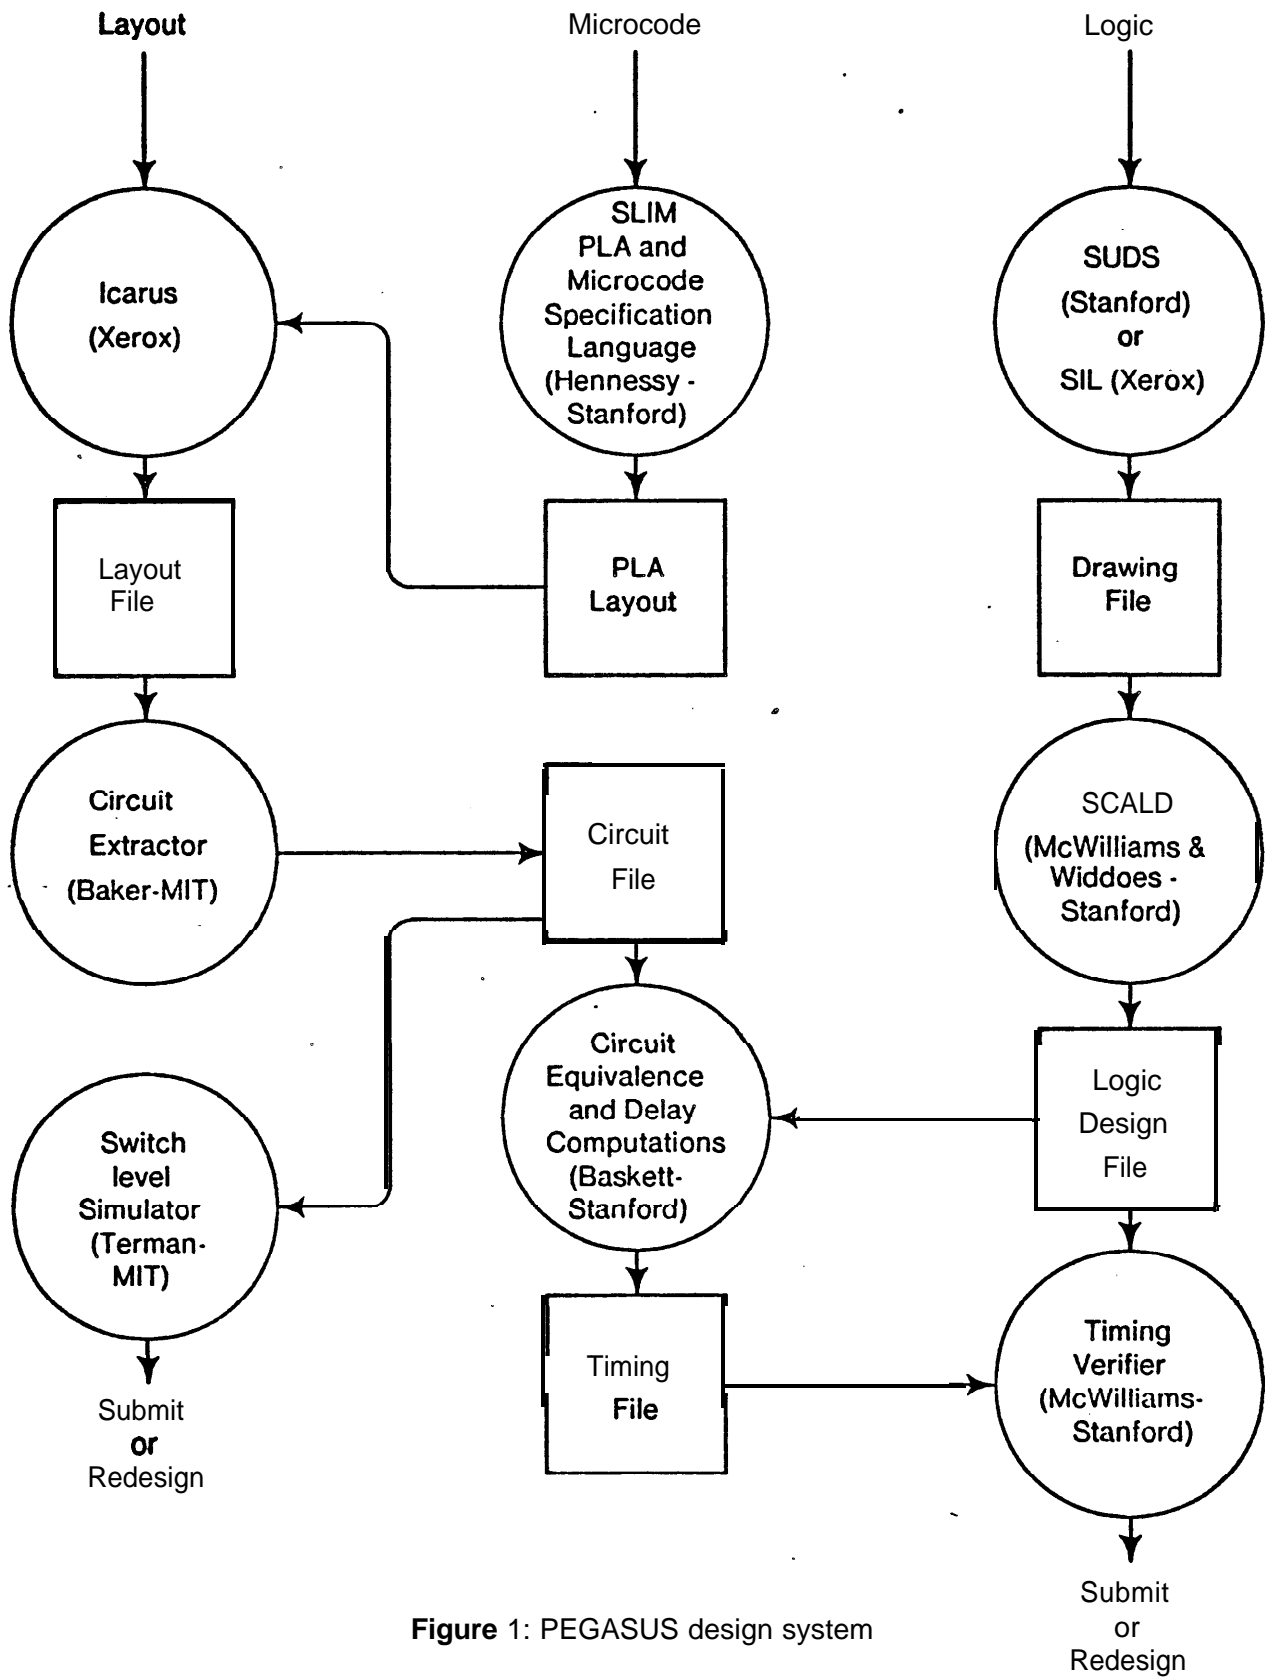 Layout
Microcode
Logic
Icarus
(Xerox)
SLIM
PLA and
Microcode
Specification
Language
(Hennessy -
Stanford)
SUDS
(Stanford)
or
SIL (Xerox)
Layout
File
PLA
Layout
Drawing
File
Circuit
Extractor
(Baker-MIT)
Circuit
File
SCALD
(McWilliams &
Widdoes -
Stanford)
Circuit
Equivalence
and Delay
Computations
(Baskett-
Stanford)
Logic
Design
File
Switch
level
Simulator
(Terman-
MIT)
Timing
File
Timing
Verifier
(McWilliams-
Stanford)
Submit
or
Redesign
Submit
or
Redesign
Figure 1: PEGASUS design system